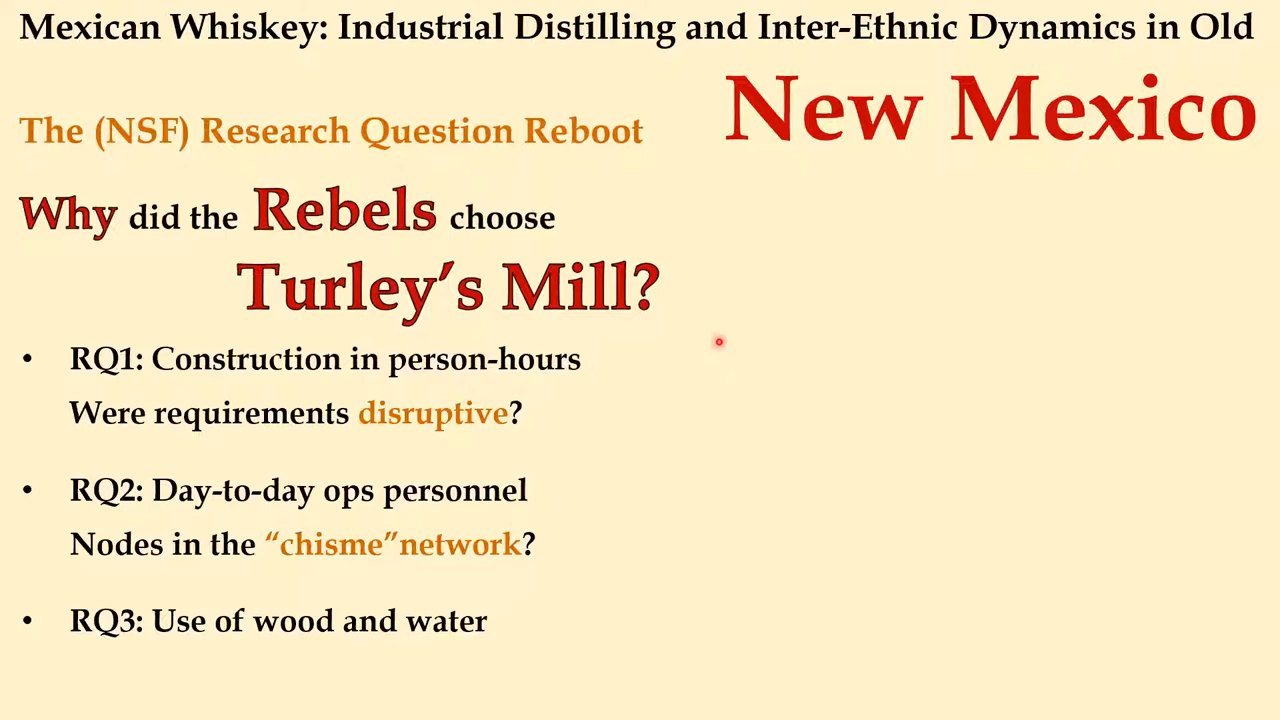 Mexican Whiskey: Industrial Distilling and Inter-Ethnic Dynamics in Old
New Mexico
The (NSF) Research Question Reboot
Why did the Rebels choose
Turley’s Mill?
• RQ1: Construction in person-hours
Were requirements disruptive?
• RQ2: Day-to-day ops personnel
Nodes in the “chisme”network?
• RQ3: Use of wood and water